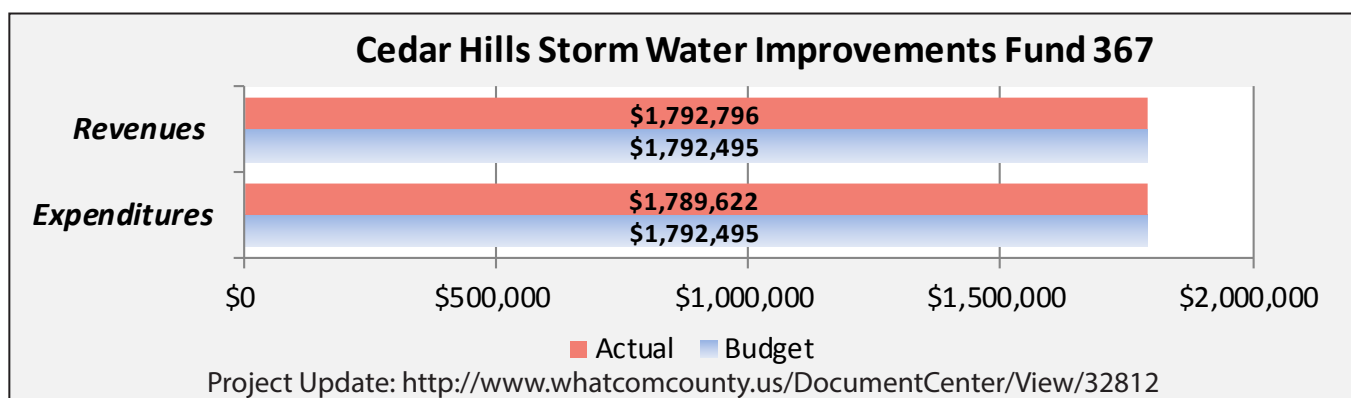 Cedar Hills Storm Water Improvements Fund 367
Revenues
$1,792,796
$1,792,495
Expenditures
$1,789,622
$1,792,495
$0 $500,000 $1,000,000 $1,500,000 $2,000,000
Actual Budget
Project Update: http://www.whatcomcounty.us/DocumentCenter/View/32812